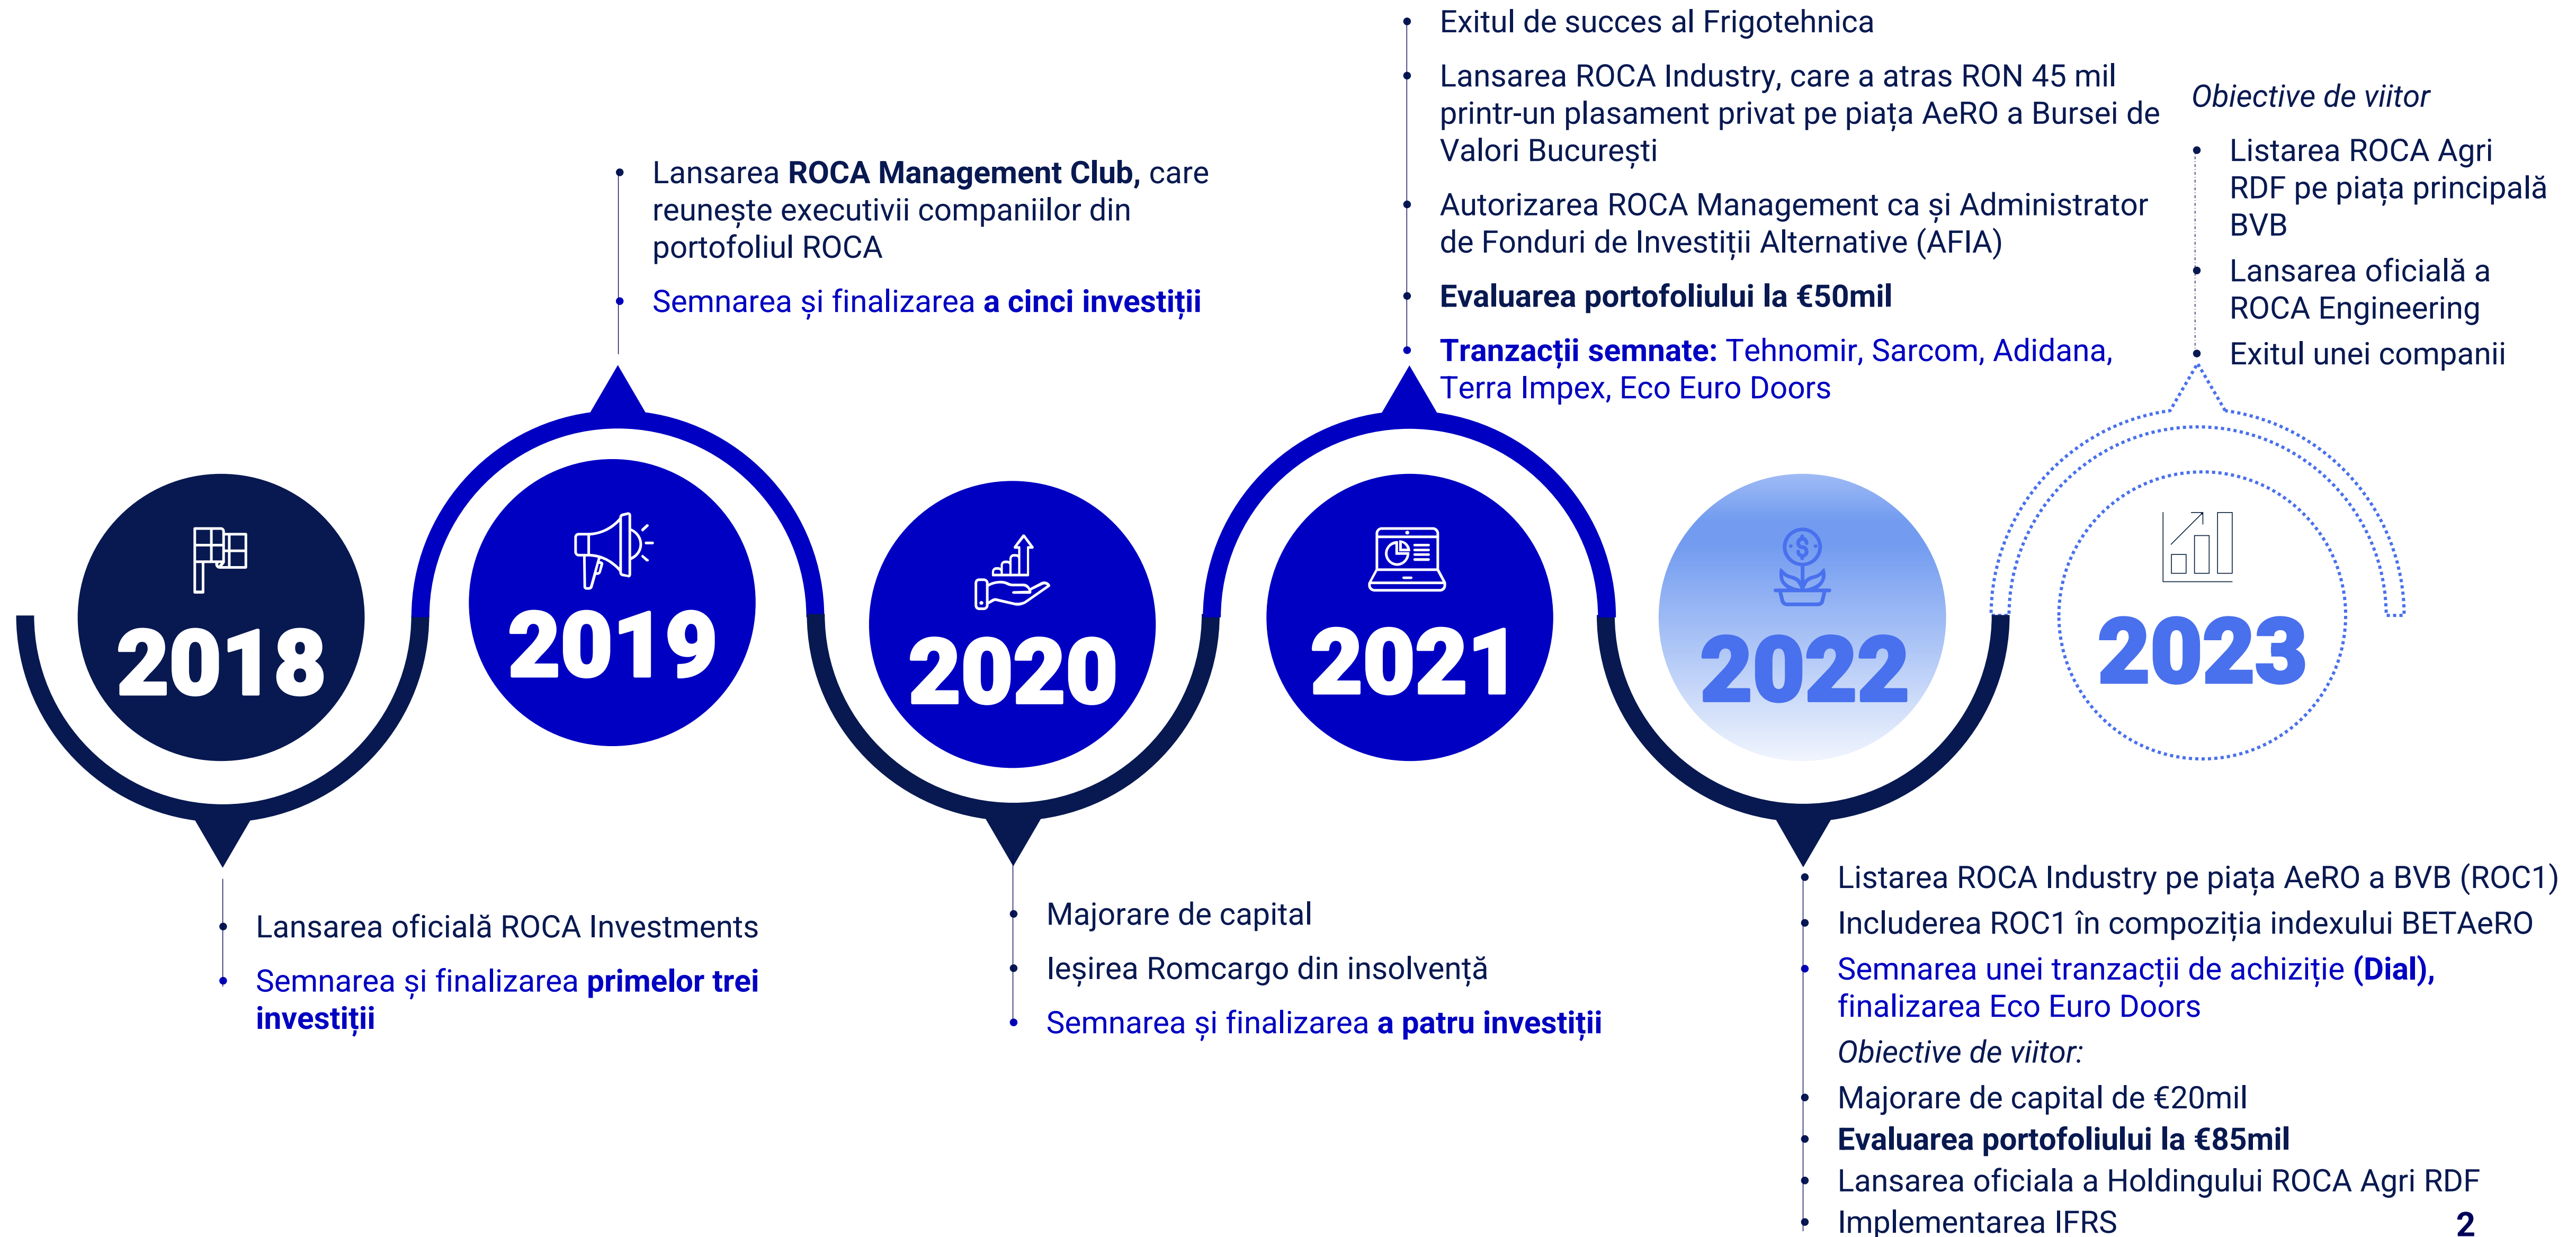 2018
Lansarea oficială ROCA Investments
Semnarea și finalizarea primelor trei
investiții
2019
Lansarea ROCA Management Club, care
reunește executivii companiilor din
portofoliul ROCA
Semnarea și finalizarea a cinci investiții
2020
Majorare de capital
Ieșirea Romcargo din insolvență
Semnarea și finalizarea a patru investiții
2021
Exitul de succes al Frigotehnica
Lansarea ROCA Industry, care a atras RON 45 mil
printr-un plasament privat pe piața AeRO a Bursei de
Valori București
Autorizarea ROCA Management ca și Administrator
de Fonduri de Investiții Alternative (AFIA)
Evaluarea portofoliului la €50mil
Tranzacții semnate: Tehnomir, Sarcom, Adidana,
Terra Impex, Eco Euro Doors
2022
Listarea ROCA Industry pe piața AeRO a BVB (ROC1)
Includerea ROC1 în compoziția indexului BETAeRO
Semnarea unei tranzacții de achiziție (Dial),
finalizarea Eco Euro Doors
Obiective de viitor:
Majorare de capital de €20mil
Evaluarea portofoliului la €85mil
Lansarea oficiala a Holdingului ROCA Agri RDF
Implementarea IFRS
2023
Obiective de viitor
Listarea ROCA Agri
RDF pe piața principală
BVB
Lansarea oficială a
ROCA Engineering
Exitul unei companii
2